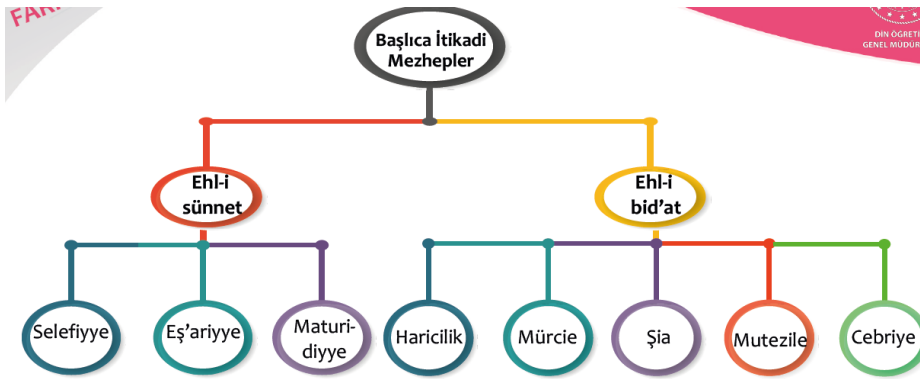 FAR
DİN ÖĞRETİ
GENEL MÜDÜR
Başlıca İtikadi
Mezhepler
Ehl-i
sünnet
Ehl-i
bid'at
Selefiyye
Eş'ariyye
Maturi-
diyye
Haricilik
Mürcie
Şia
Mutezile
Cebriye